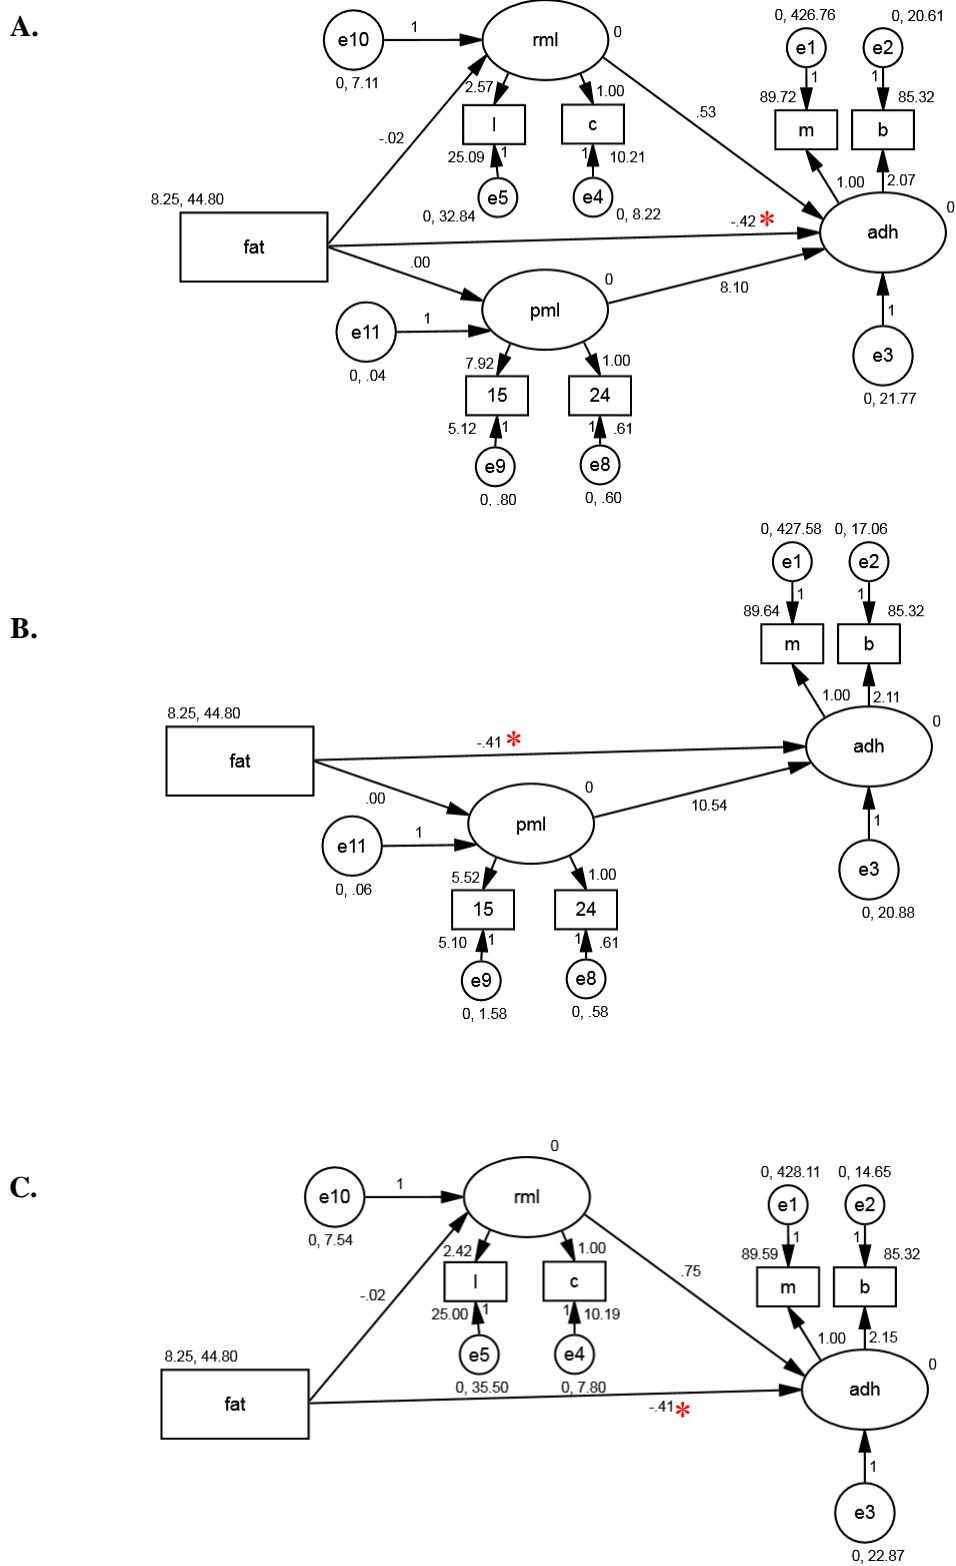 A.
0, 426.76 0, 20.61
e10 1 rml 0 e1 e2
0, 7.11 1 1
2.57 1.00 89.72 85.32
l c .53 m b
-.02 25.09 1 1 10.21
e5 e4 1.00 2.07
8.25, 44.80 0, 32.84 0, 8.22 0
fat -.42 * adh
.00 0
pml 8.10
e11 1 1
0, .04 7.92 1.00 e3
15 24 0, 21.77
5.12 1 1 .61
e9 e8
0, .80 0, .60
0, 427.58 0, 17.06
e1 e2
1 1
B. 89.64 85.32
m b
1.00 2.11
8.25, 44.80 0
fat -.41 * adh
.00 0
pml 10.54
e11 1 1
0, .06 5.52 1.00 e3
15 24 0, 20.88
5.10 1 1 .61
e9 e8
0, 1.58 0, .58
0
C. 0, 428.11 0, 14.65
e10 1 rml e1 e2
0, 7.54 1 1
2.42 1.00 89.59 85.32
l c .75 m b
-.02 25.00 1 1 10.19
e5 e4 1.00 2.15
8.25, 44.80 0, 35.50 0, 7.80 0
fat -.41 * adh
1
e3
0, 22.87